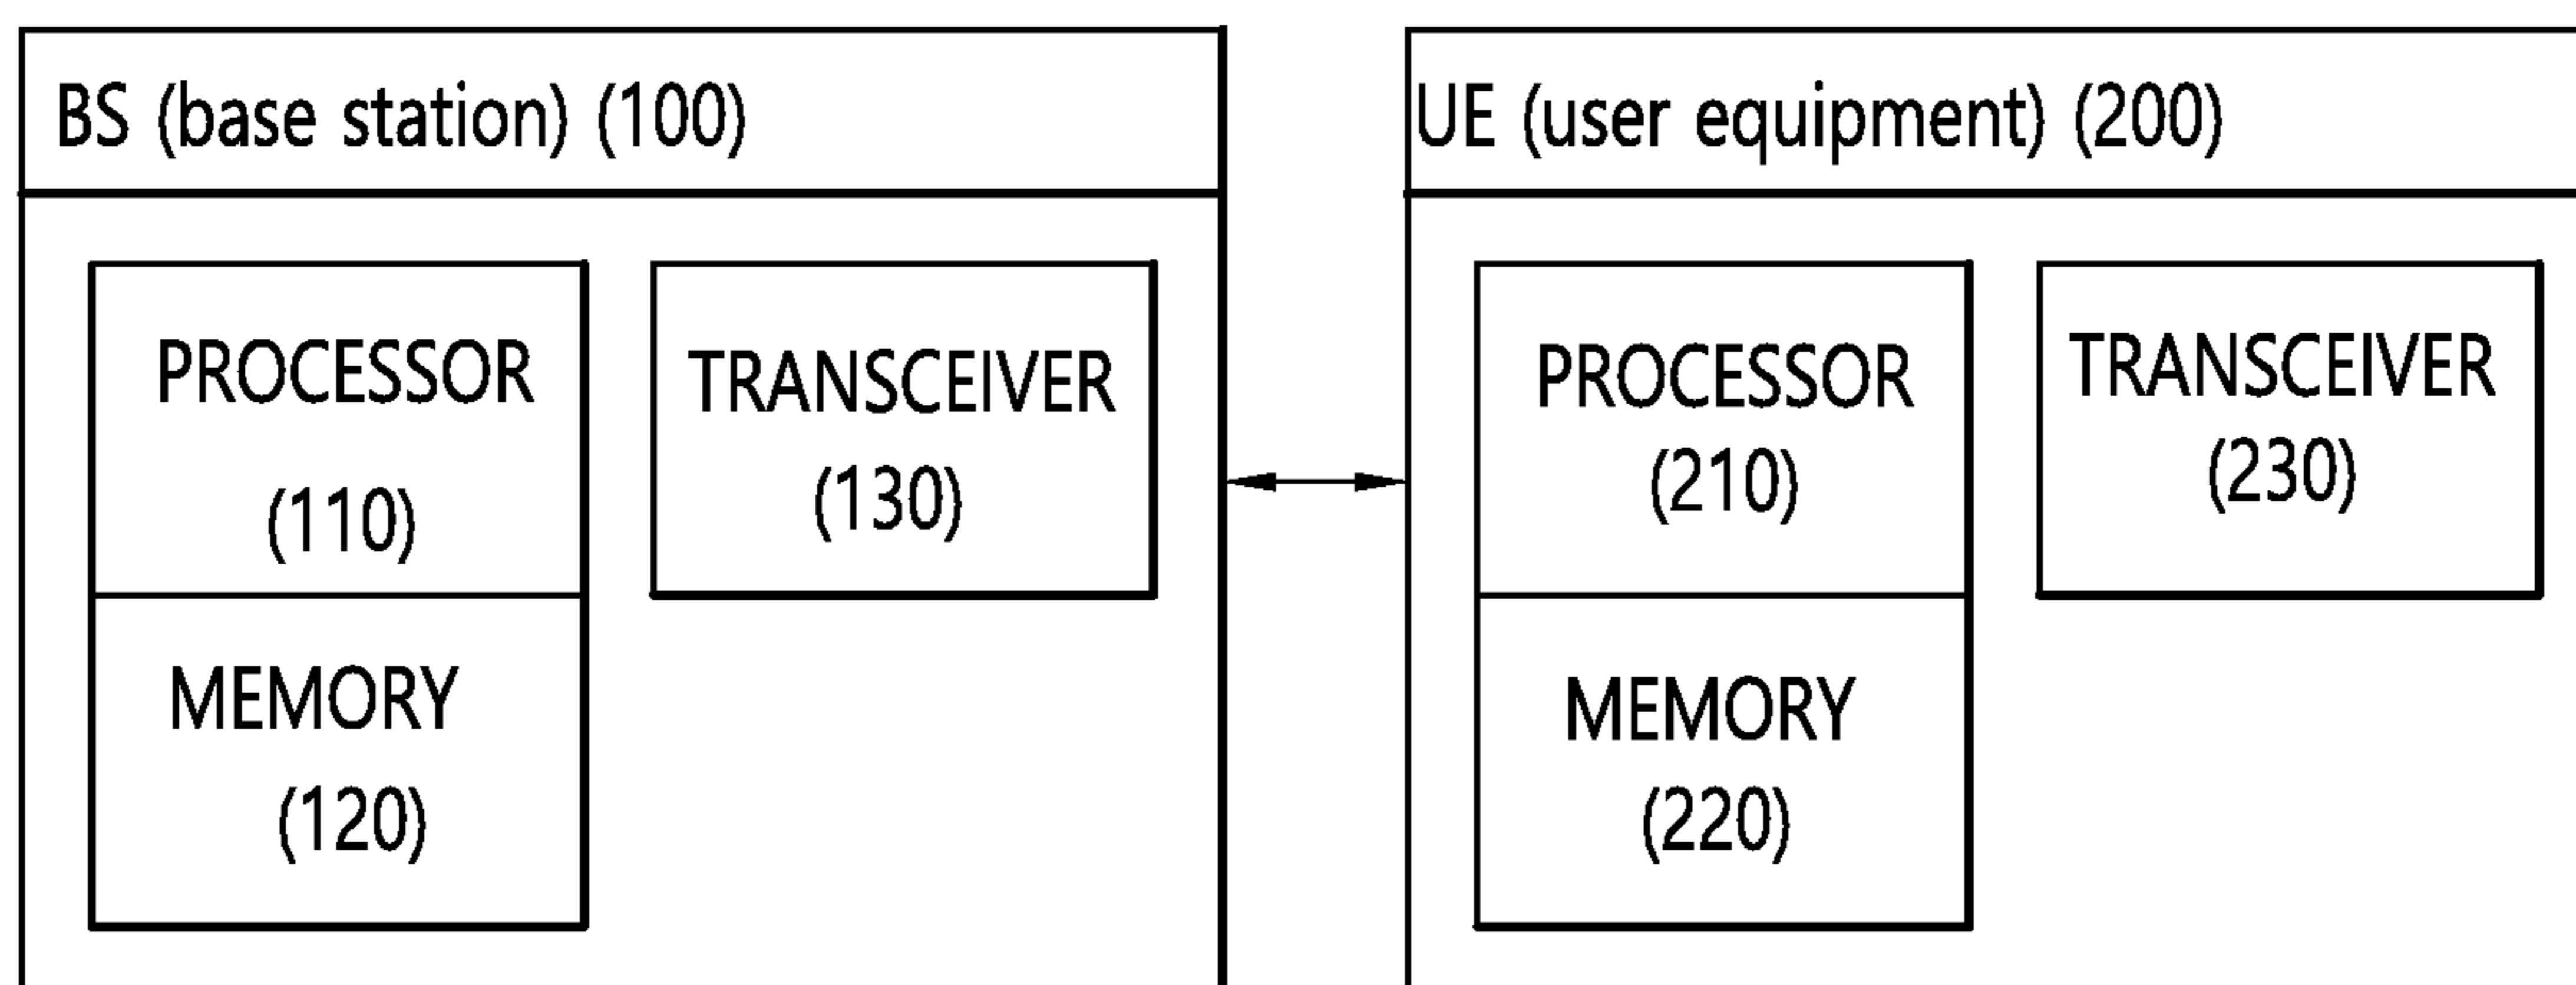 BS (base station) (100)
PROCESSOR
(110)
MEMORY
(120)
TRANSCEIVER
(130)
UE (user equipment) (200)
PROCESSOR
(210)
MEMORY
(220)
TRANSCEIVER
(230)